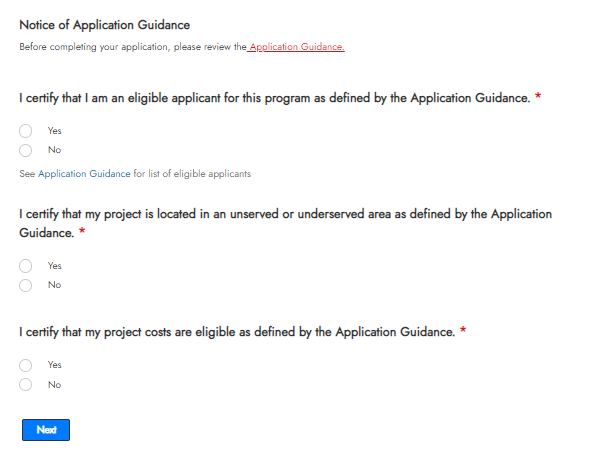 Notice of Application Guidance
Before completing your application, please review the Application Guidance.
I certify that I am an eligible applicant for this program as defined by the Application Guidance. *
Yes
No
See Application Guidance for list of eligible applicants
I certify that my project is located in an unserved or underserved area as defined by the Application
Guidance. *
Yes
No
I certify that my project costs are eligible as defined by the Application Guidance. *
Yes
No
Next